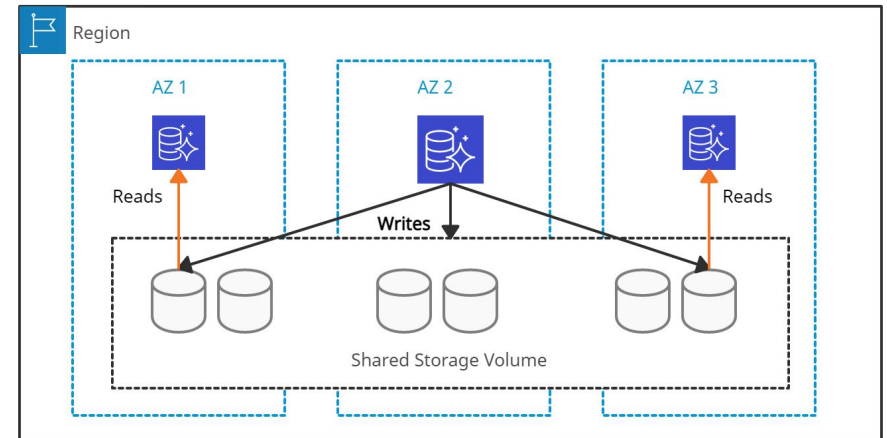 Region
AZ 1
AZ 2
AZ 3
Reads
Reads
Writes
Shared Storage Volume